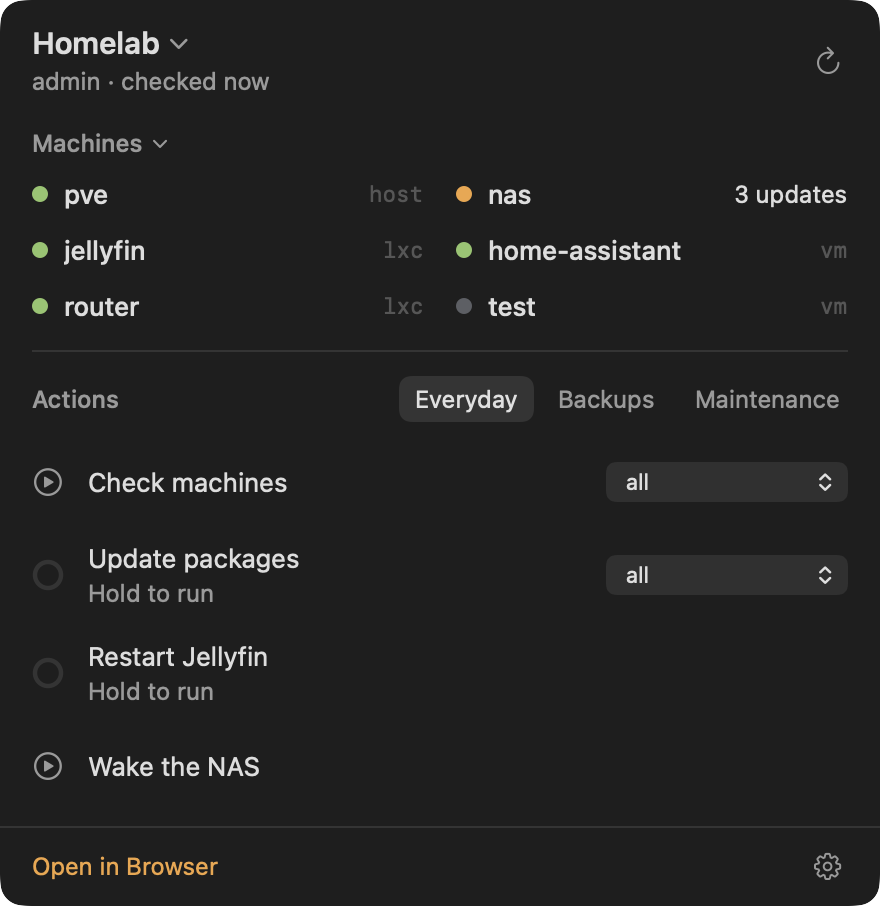 Homelab
admin · checked now
Machines
pve host nas 3 updates
jellyfin lxc home-assistant vm
router lxc test vm
Actions Everyday Backups Maintenance
Check machines all
Update packages all
Hold to run
Restart Jellyfin
Hold to run
Wake the NAS
Open in Browser